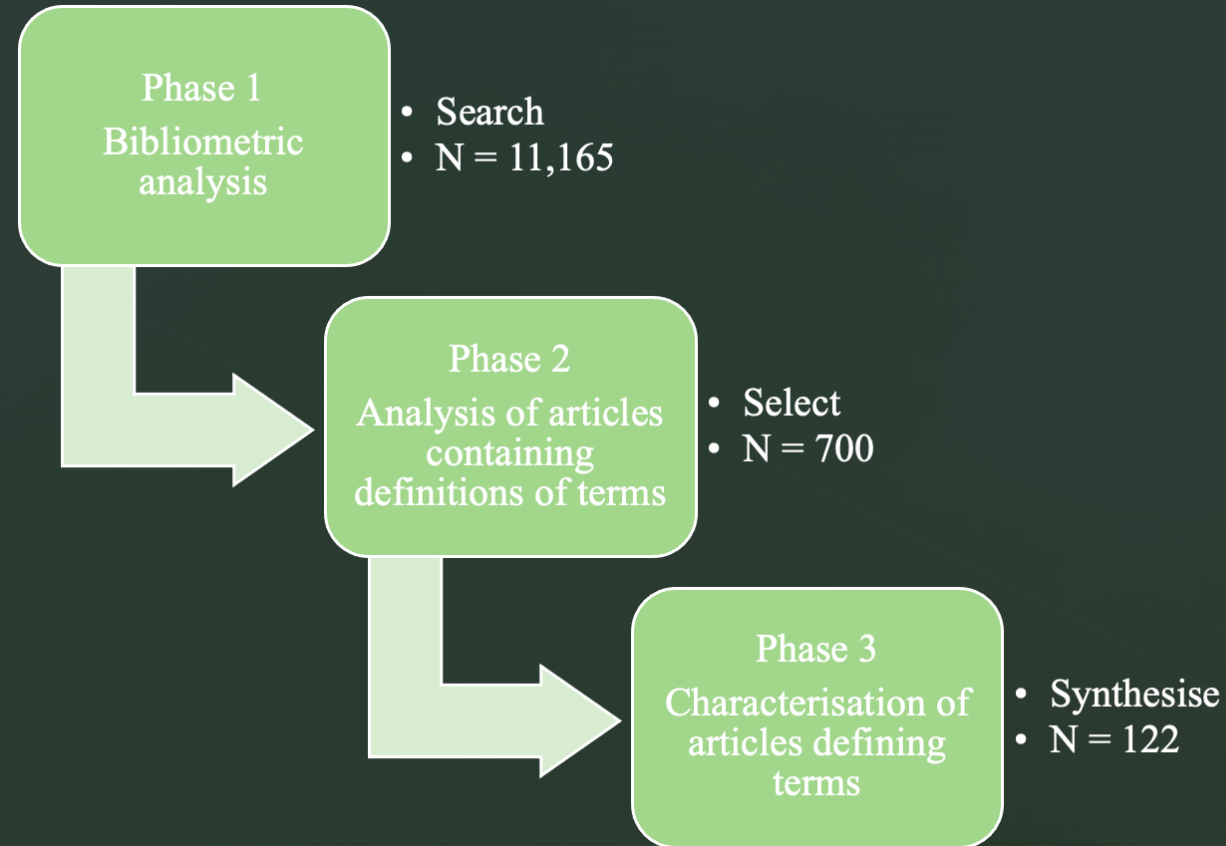 Phase 1
Bibliometric
analysis
• Search
• N = 11,165
Phase 2
Analysis of articles
containing
definitions of terms
• Select
• N = 700
Phase 3
Characterisation of
articles defining
terms
• Synthesise
• N = 122